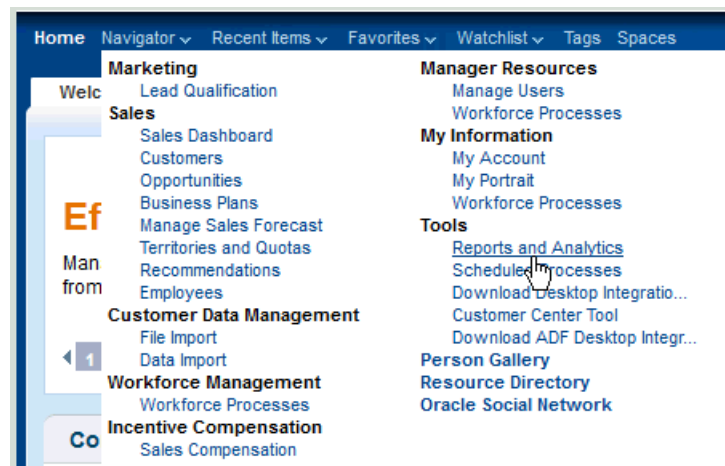 Home Navigator Recent Items Favorites Watchlist Tags Spaces
Welc
Ef
Man
from
1
Co
Marketing
Lead Qualification
Sales
Sales Dashboard
Customers
Opportunities
Business Plans
Manage Sales Forecast
Territories and Quotas
Recommendations
Employees
Customer Data Management
File Import
Data Import
Workforce Management
Workforce Processes
Incentive Compensation
Sales Compensation
Manager Resources
Manage Users
Workforce Processes
My Information
My Account
My Portrait
Workforce Processes
Tools
Reports and Analytics
Scheduled Processes
Download Desktop Integratio...
Customer Center Tool
Download ADF Desktop Integr...
Person Gallery
Resource Directory
Oracle Social Network